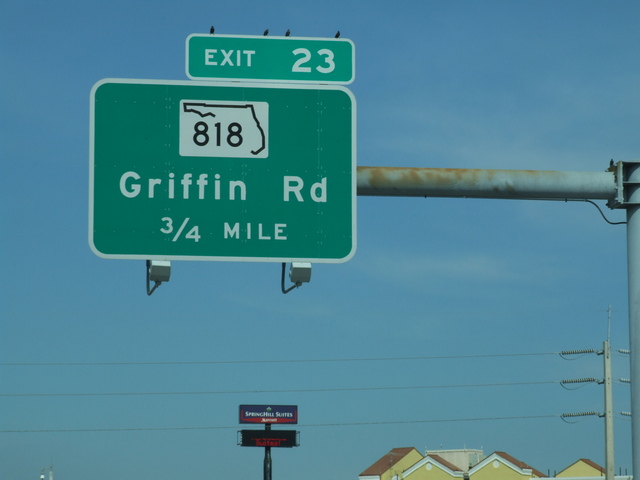 EXIT 23
818
Griffin Rd
3/4 MILE
SPRINGHILL SUITES
Marriott